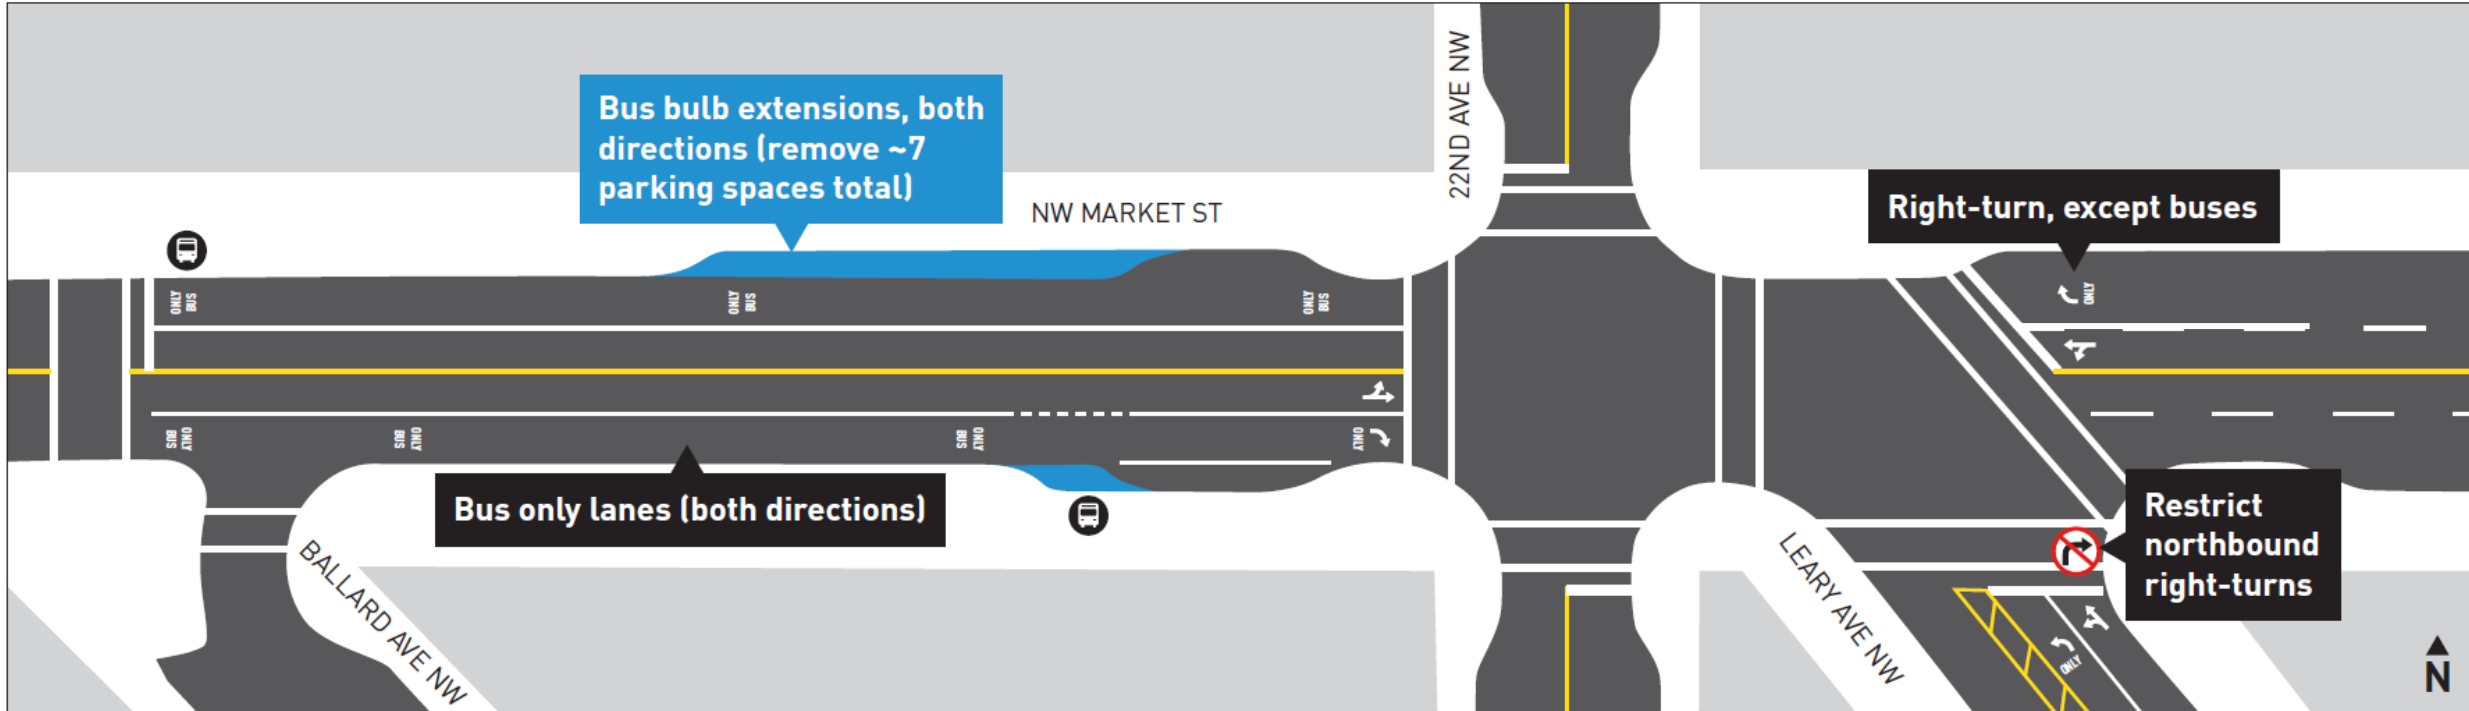 Bus bulb extensions, both
directions (remove ~7
parking spaces total)
NW MARKET ST
22ND AVE NW
Right-turn, except buses
ONLY
BUS
ONLY
BUS
ONLY
BUS
ONLY
ONLY
BUS
ONLY
BUS
ONLY
BUS
ONLY
Bus only lanes (both directions)
Restrict
northbound
right-turns
BALLARD AVE NW
LEARY AVE NW
ONLY
N